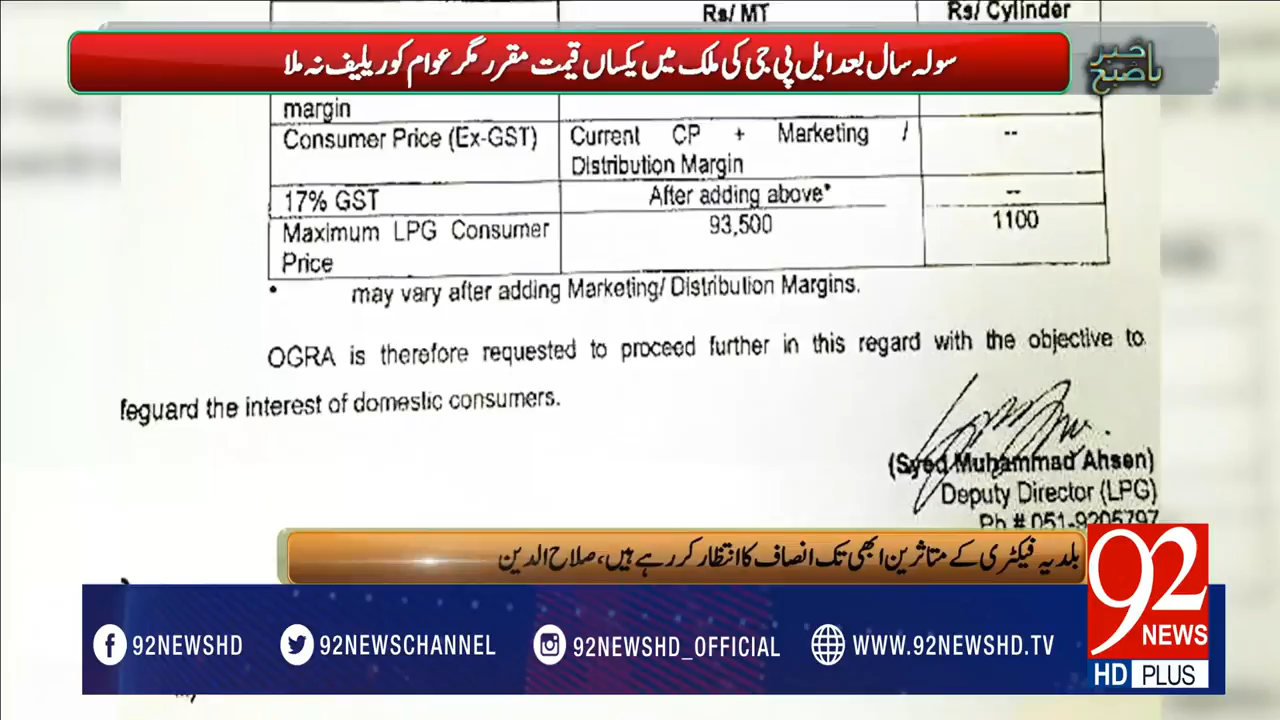 Rs/ MT Rs/ Cylinder
سولہ سال بعد ایل پی جی کی ملک میں یکساں قیمت مقرر مگر عوام کو ریلیف نہ ملا
باخبر صبح
margin
Consumer Price (Ex-GST) Current CP + Marketing / Distribution Margin --
17% GST After adding above* --
Maximum LPG Consumer Price 93,500 1100
* may vary after adding Marketing/ Distribution Margins.
OGRA is therefore requested to proceed further in this regard with the objective to
feguard the interest of domestic consumers.
(Syed Muhammad Ahsen)
Deputy Director (LPG)
Ph # 051-9205797
بلدیہ فیکٹری کے متاثرین ابھی تک انصاف کا انتظار کر رہے ہیں، صلاح الدین
92 NEWS
HD PLUS
92NEWSHD 92NEWSCHANNEL 92NEWSHD_OFFICIAL WWW.92NEWSHD.TV